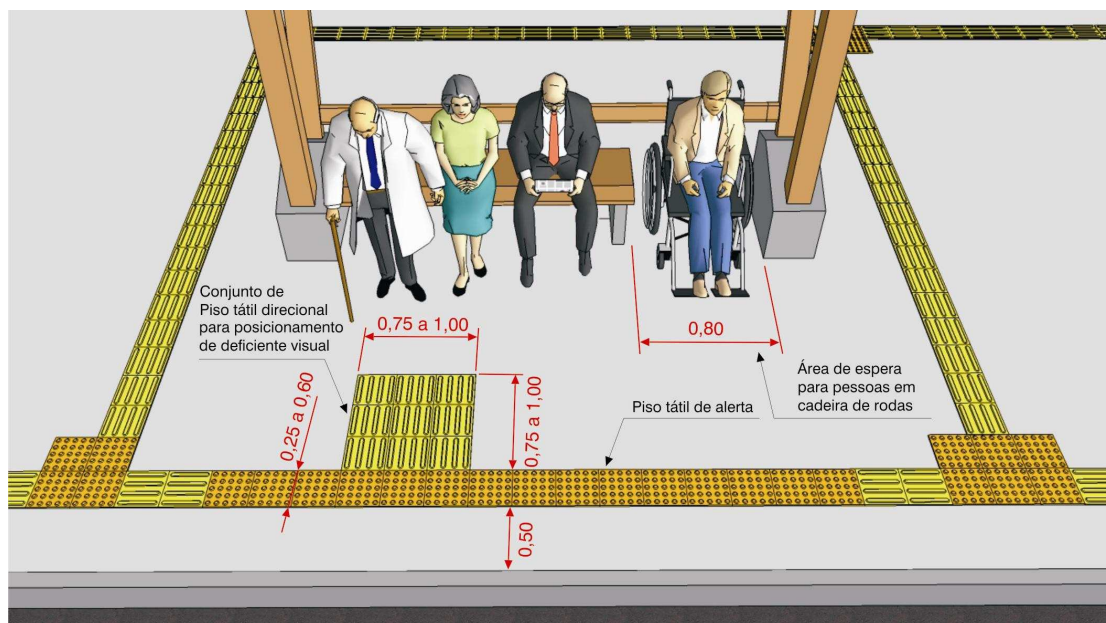 Conjunto de
Piso tátil direcional
para posicionamento
de deficiente visual
0,75 a 1,00
0,80
Área de espera
para pessoas em
cadeira de rodas
0,25 a 0,60
0,75 a 1,00
Piso tátil de alerta
0,50